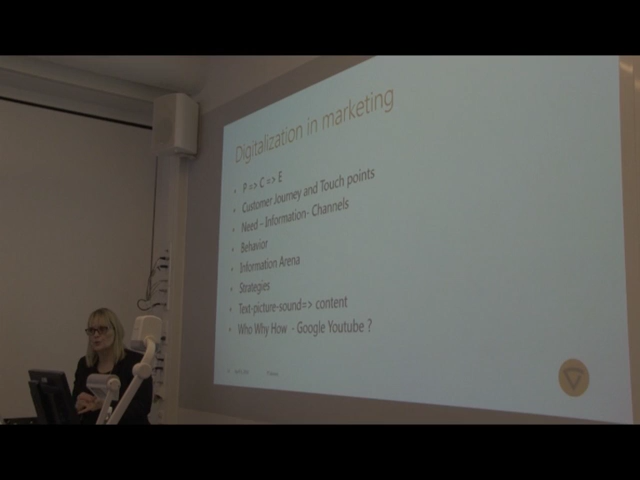 Digitalization in marketing
• P => C => E
• Customer Journey and Touch points
• Need – Information- Channels
• Behavior
• Information Arena
• Strategies
• Text-picture-sound=> content
• Who Why How - Google Youtube ?